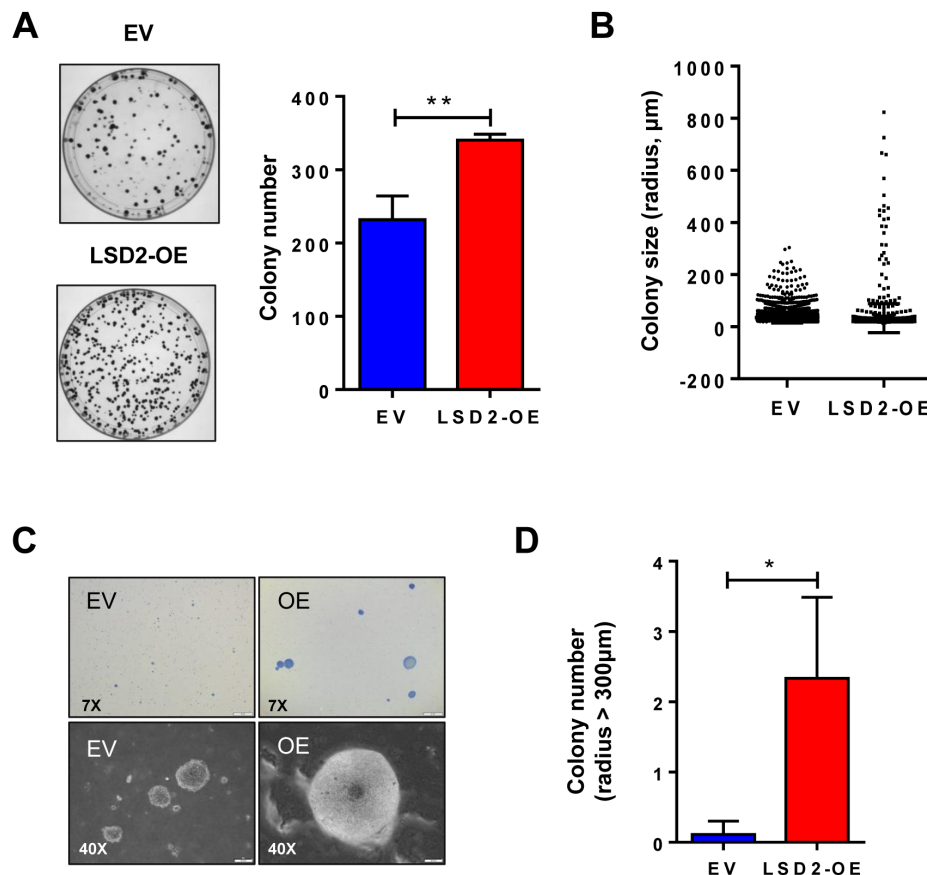 A
EV
LSD2-OE
Colony number
400
300
200
100
0
**
EV
LSD2-OE
B
Colony size (radius, µm)
1000
800
600
400
200
0
-200
EV
LSD2-OE
C
EV
7X
OE
7X
EV
40X
OE
40X
D
Colony number
(radius > 300µm)
4
3
2
1
0
*
EV
LSD2-OE